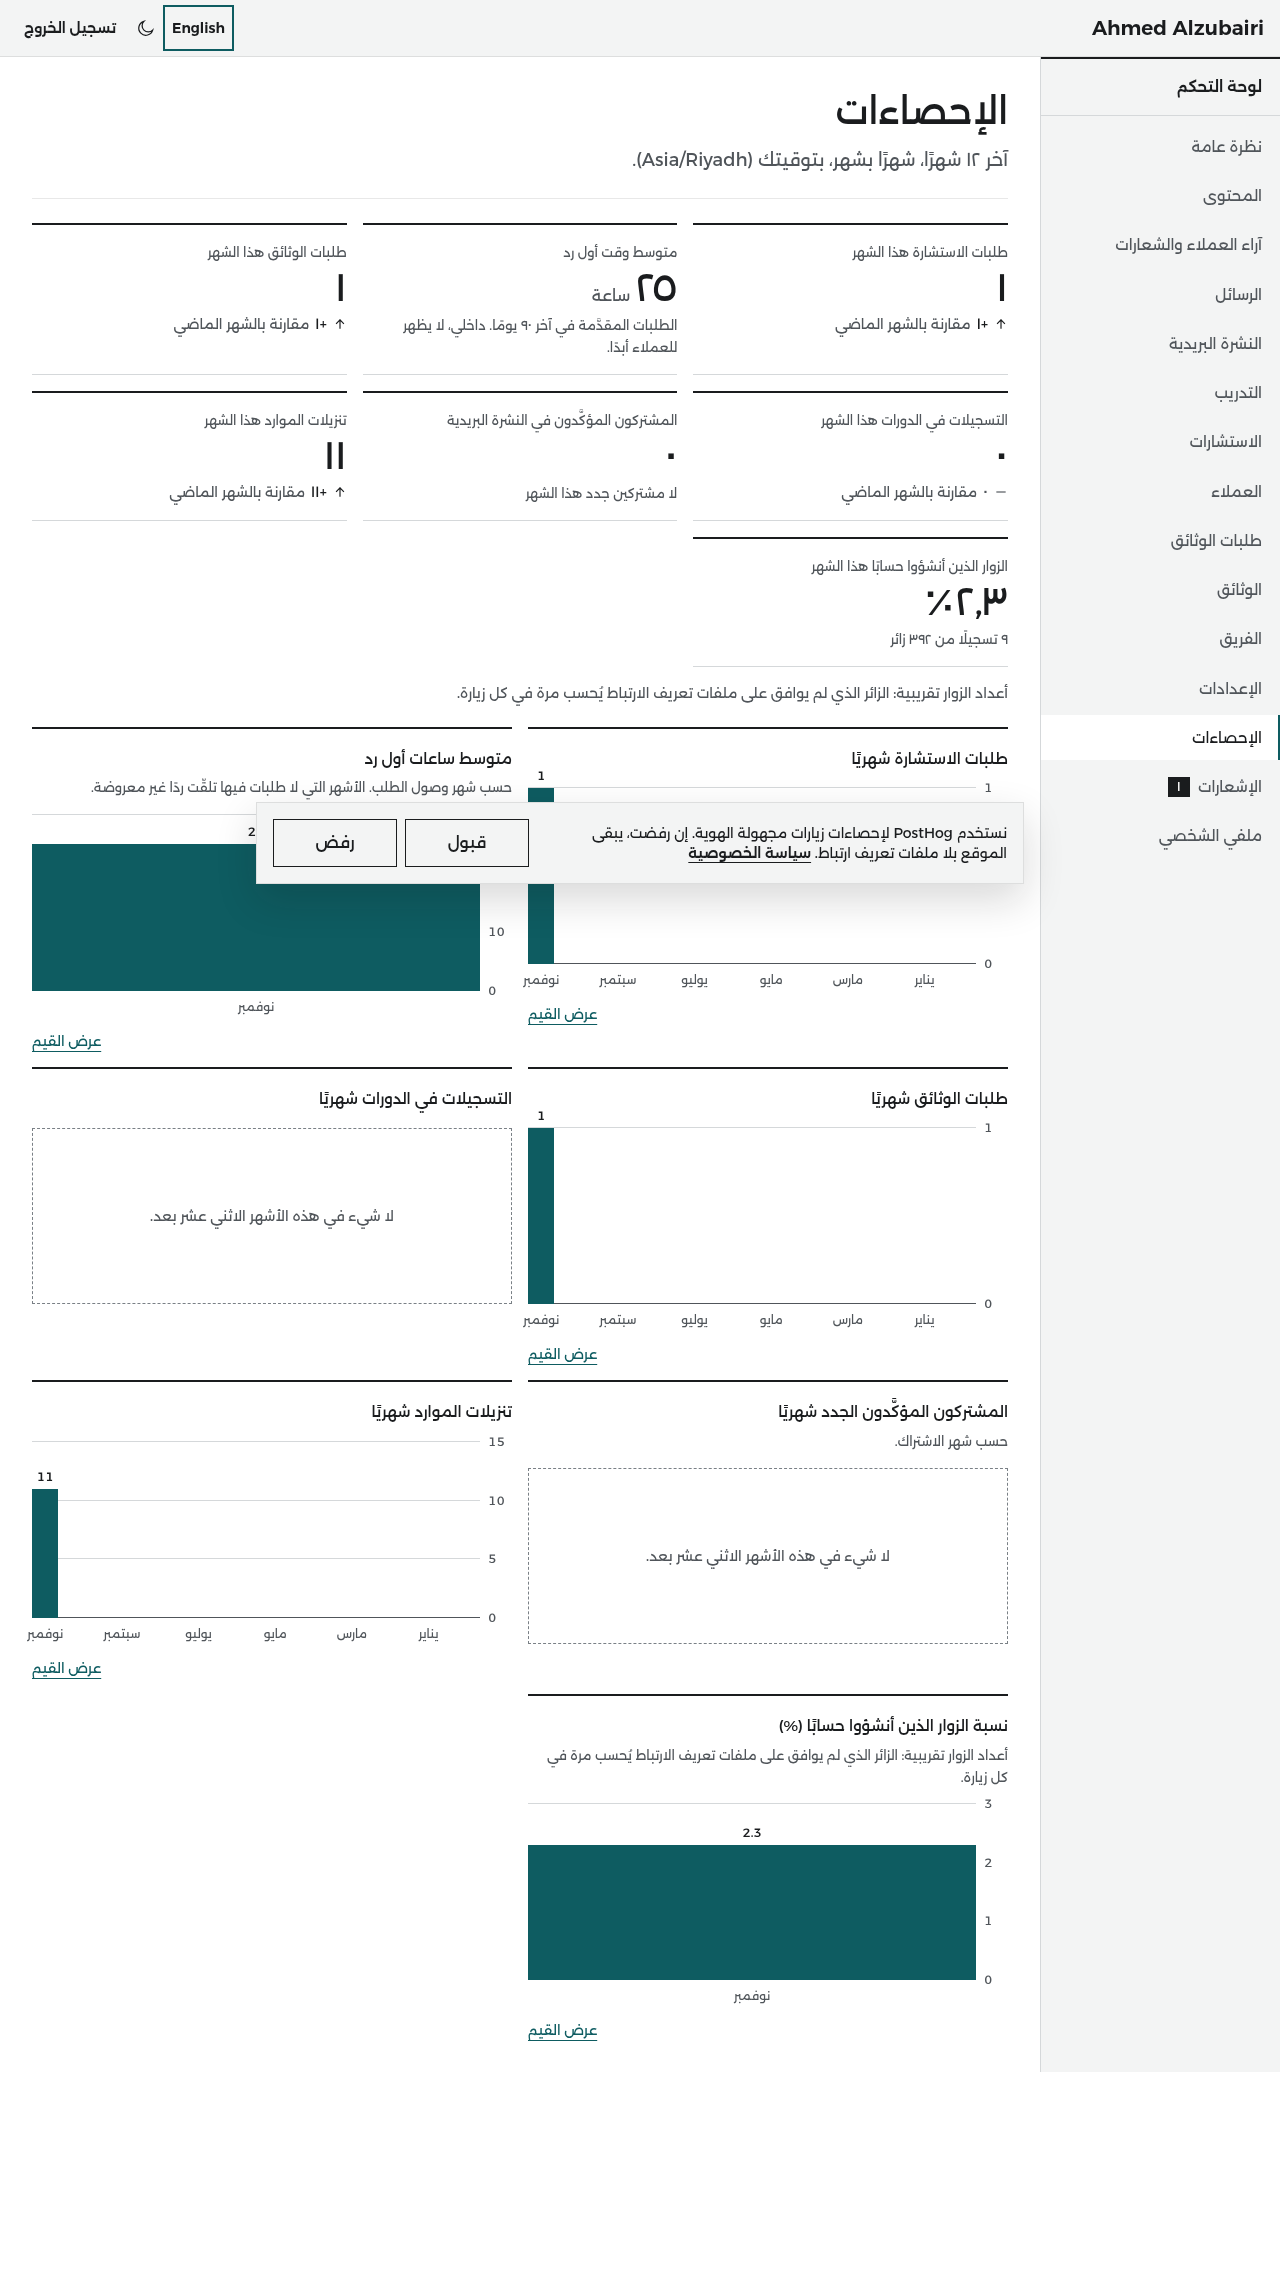 Ahmed Alzubairi
English
تسجيل الخروج
لوحة التحكم
نظرة عامة
المحتوى
آراء العملاء والشعارات
الرسائل
النشرة البريدية
التدريب
الاستشارات
العملاء
طلبات الوثائق
الوثائق
الفريق
الإعدادات
الإحصاءات
الإشعارات ١
ملفي الشخصي
الإحصاءات
آخر ١٢ شهرًا، شهرًا بشهر، بتوقيتك (Asia/Riyadh).
طلبات الاستشارة هذا الشهر
١
↑ +١ مقارنة بالشهر الماضي
متوسط وقت أول رد
٢٥ ساعة
الطلبات المقدَّمة في آخر ٩٠ يومًا. داخلي، لا يظهر
للعملاء أبدًا.
طلبات الوثائق هذا الشهر
١
↑ +١ مقارنة بالشهر الماضي
التسجيلات في الدورات هذا الشهر
٠
— ٠ مقارنة بالشهر الماضي
المشتركون المؤكَّدون في النشرة البريدية
٠
لا مشتركين جدد هذا الشهر
تنزيلات الموارد هذا الشهر
١١
↑ +١١ مقارنة بالشهر الماضي
الزوار الذين أنشؤوا حسابًا هذا الشهر
٢٫٣٪
٩ تسجيلًا من ٣٩٢ زائر
أعداد الزوار تقريبية: الزائر الذي لم يوافق على ملفات تعريف الارتباط يُحسب مرة في كل زيارة.
طلبات الاستشارة شهريًا
1
1
0
يناير
مارس
مايو
يوليو
سبتمبر
نوفمبر
عرض القيم
متوسط ساعات أول رد
حسب شهر وصول الطلب. الأشهر التي لا طلبات فيها تلقّت ردًا غير معروضة.
2
10
0
نوفمبر
عرض القيم
نستخدم PostHog لإحصاءات زيارات مجهولة الهوية. إن رفضت، يبقى
الموقع بلا ملفات تعريف ارتباط. سياسة الخصوصية
قبول
رفض
طلبات الوثائق شهريًا
1
1
0
يناير
مارس
مايو
يوليو
سبتمبر
نوفمبر
عرض القيم
التسجيلات في الدورات شهريًا
لا شيء في هذه الأشهر الاثني عشر بعد.
المشتركون المؤكَّدون الجدد شهريًا
حسب شهر الاشتراك.
لا شيء في هذه الأشهر الاثني عشر بعد.
تنزيلات الموارد شهريًا
15
11
10
5
0
يناير
مارس
مايو
يوليو
سبتمبر
نوفمبر
عرض القيم
نسبة الزوار الذين أنشؤوا حسابًا (%)
أعداد الزوار تقريبية: الزائر الذي لم يوافق على ملفات تعريف الارتباط يُحسب مرة في
كل زيارة.
3
2.3
2
1
0
نوفمبر
عرض القيم